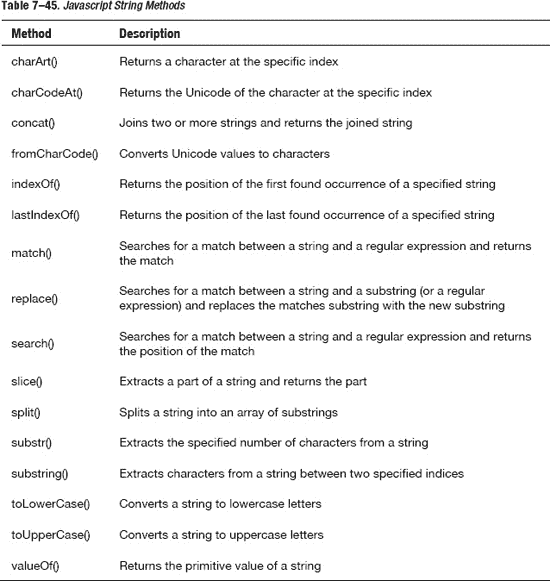 Table 7–45. Javascript String Methods
Method Description
charArt() Returns a character at the specific index
charCodeAt() Returns the Unicode of the character at the specific index
concat() Joins two or more strings and returns the joined string
fromCharCode() Converts Unicode values to characters
indexOf() Returns the position of the first found occurrence of a specified string
lastIndexOf() Returns the position of the last found occurrence of a specified string
match() Searches for a match between a string and a regular expression and returns
the match
replace() Searches for a match between a string and a substring (or a regular
expression) and replaces the matches substring with the new substring
search() Searches for a match between a string and a regular expression and returns
the position of the match
slice() Extracts a part of a string and returns the part
split() Splits a string into an array of substrings
substr() Extracts the specified number of characters from a string
substring() Extracts characters from a string between two specified indices
toLowerCase() Converts a string to lowercase letters
toUpperCase() Converts a string to uppercase letters
valueOf() Returns the primitive value of a string